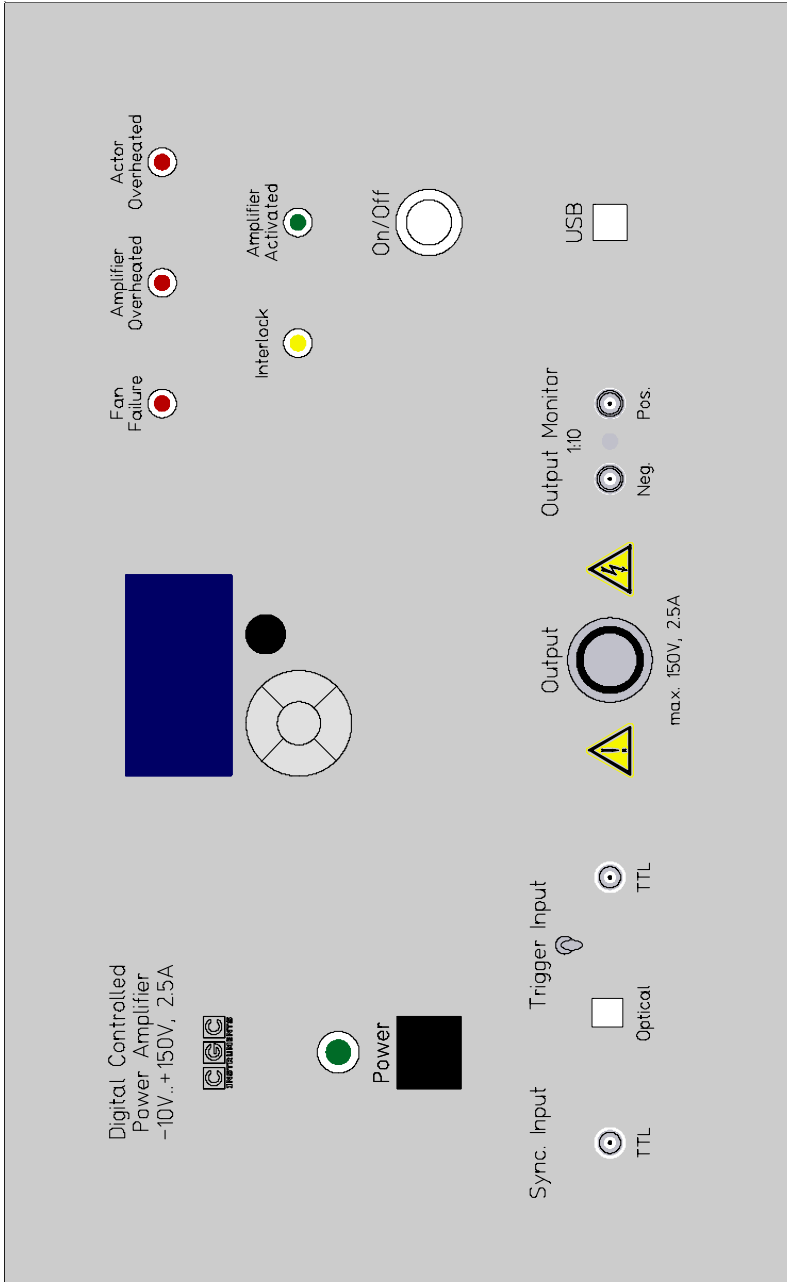 Digital Controlled
Power Amplifier
-10V..+150V, 2.5A
CGC
INSTRUMENTS
Fan
Failure
Amplifier
Overheated
Actor
Overheated
Interlock
Amplifier
Activated
Power
On/Off
Sync. Input
TTL
Trigger Input
Optical
TTL
Output
max. 150V, 2.5A
Output Monitor
1:10
Neg.
Pos.
USB